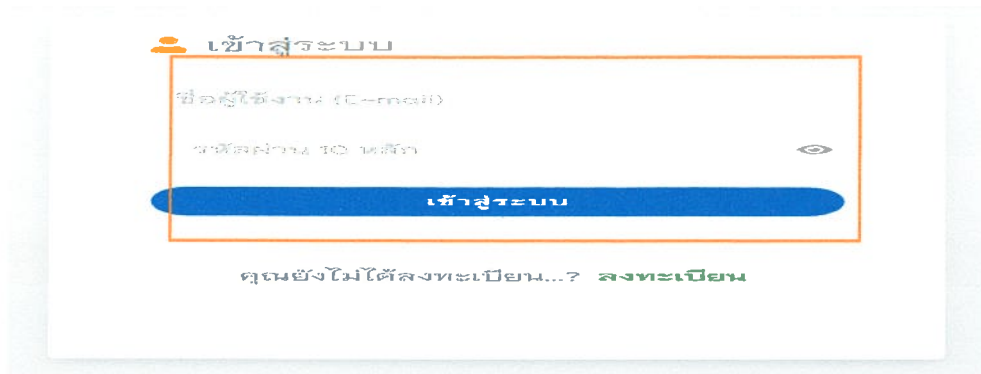 เข้าสู่ระบบ
ชื่อผู้ใช้งาน (E-mail)
รหัสผ่าน 10 หลัก
เข้าสู่ระบบ
คุณยังไม่ได้ลงทะเบียน...? ลงทะเบียน